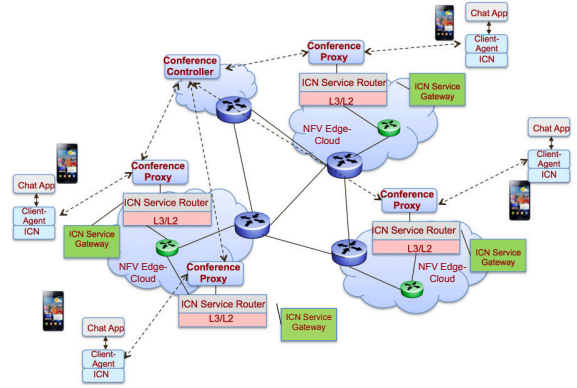 Chat App
Client-
Agent
ICN
Conference
Proxy
Conference
Controller
ICN Service Router
L3/L2
ICN Service
Gateway
NFV Edge-
Cloud
Chat App
Client-
Agent
ICN
Conference
Proxy
Chat App
Client-
Agent
ICN
ICN Service Router
L3/L2
ICN Service
Gateway
NFV Edge-
Cloud
Conference
Proxy
ICN Service Router
L3/L2
ICN Service
Gateway
NFV Edge-
Cloud
Conference
Proxy
ICN Service Router
L3/L2
ICN Service
Gateway
Chat App
Client-
Agent
ICN